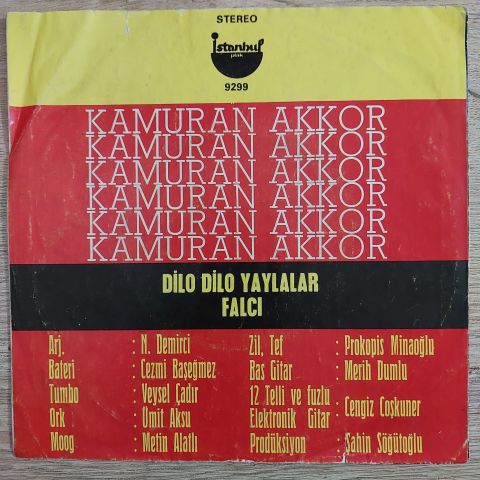 STEREO
istanbul
plak
9299
KAMURAN AKKOR
KAMURAN AKKOR
KAMURAN AKKOR
KAMURAN AKKOR
KAMURAN AKKOR
KAMURAN AKKOR
DİLO DİLO YAYLALAR
FALCI
Arj. : N. Demirci
Bateri : Cezmi Başeğmez
Tumbo : Veysel Çadır
Ork : Ümit Aksu
Moog : Metin Alatlı
Zil, Tef : Prokopis Minaoğlu
Bas Gitar : Merih Dumlu
12 Telli ve fuzlu
Elektronik Gitar : Cengiz Coşkuner
Prodüksiyon : Şahin Söğütoğlu